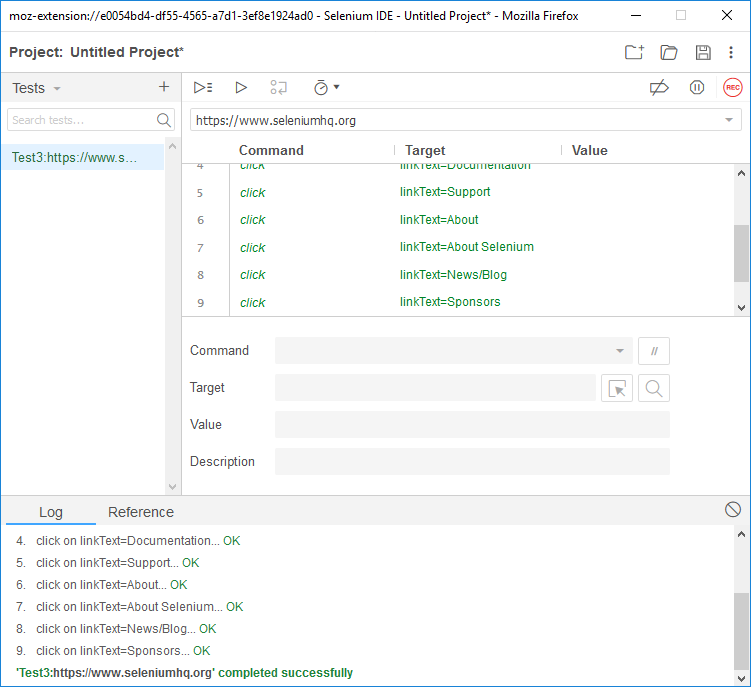 moz-extension://e0054bd4-df55-4565-a7d1-3ef8e1924ad0 - Selenium IDE - Untitled Project* - Mozilla Firefox
Project: Untitled Project*
Tests
REC
Search tests...
https://www.seleniumhq.org
Test3:https://www.s...
Command Target Value
4 click linkText=Documentation
5 click linkText=Support
6 click linkText=About
7 click linkText=About Selenium
8 click linkText=News/Blog
9 click linkText=Sponsors
Command //
Target
Value
Description
Log Reference
4. click on linkText=Documentation... OK
5. click on linkText=Support... OK
6. click on linkText=About... OK
7. click on linkText=About Selenium... OK
8. click on linkText=News/Blog... OK
9. click on linkText=Sponsors... OK
'Test3:https://www.seleniumhq.org' completed successfully